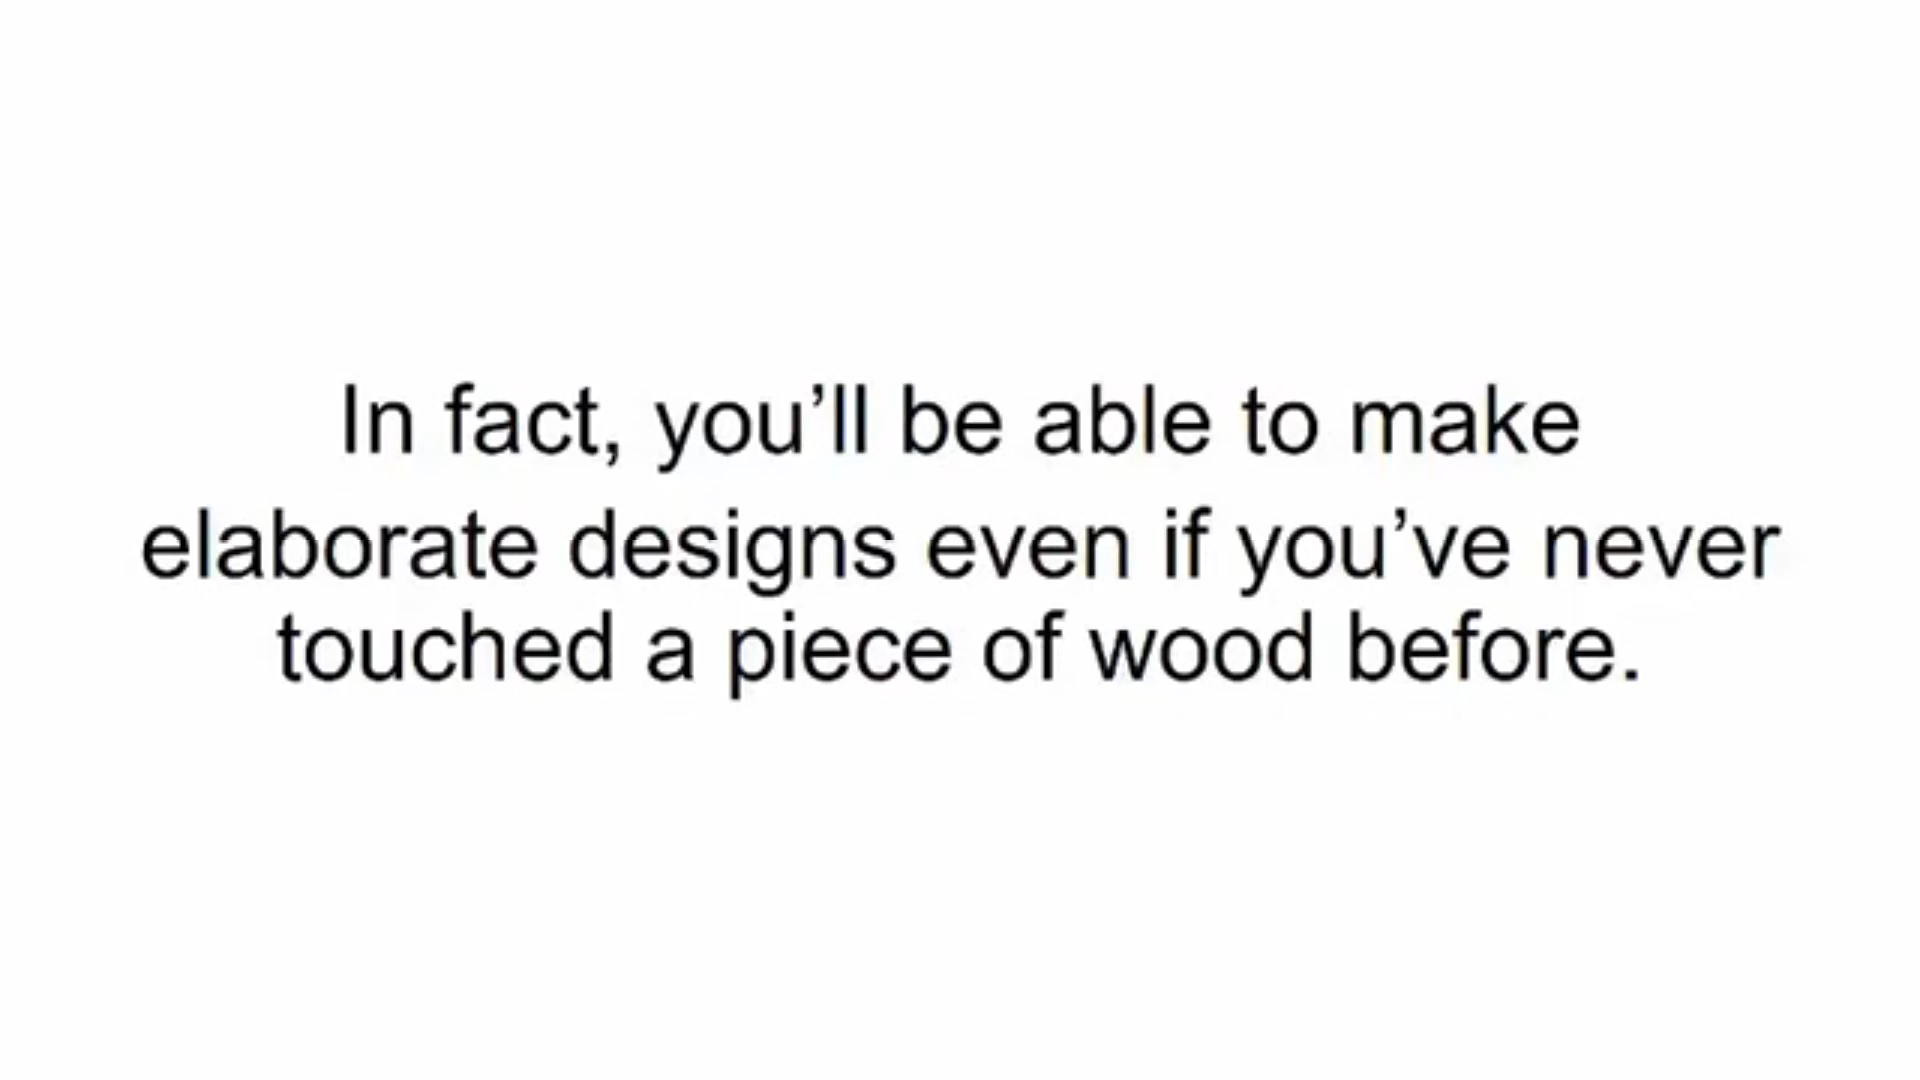 In fact, you’ll be able to make
elaborate designs even if you’ve never
touched a piece of wood before.